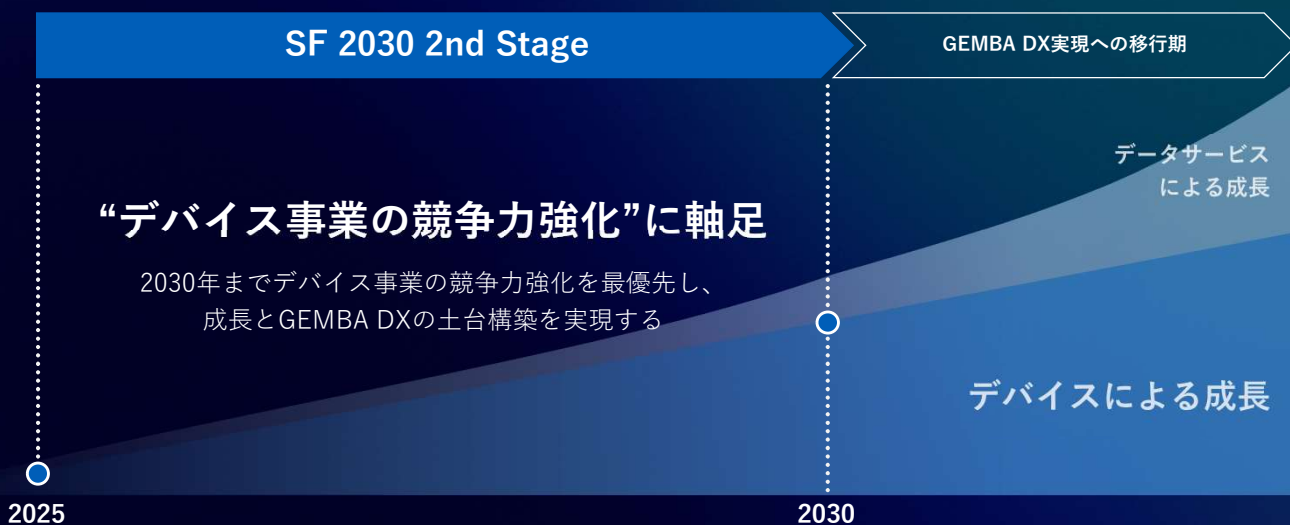 SF 2030 2nd Stage
GEMBA DX実現への移行期
データサービス
による成長
“デバイス事業の競争力強化”に軸足
2030年までデバイス事業の競争力強化を最優先し、
成長とGEMBA DXの土台構築を実現する
デバイスによる成長
2025
2030